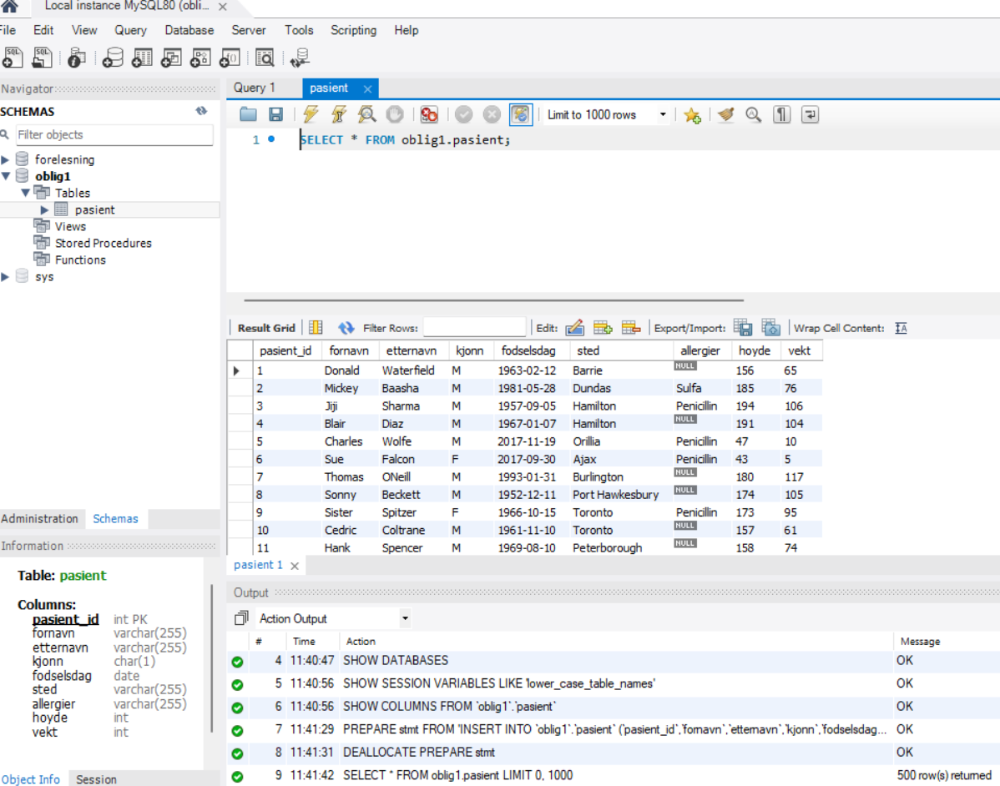 Local instance MySQL80 (obli...
File Edit View Query Database Server Tools Scripting Help
Navigator
SCHEMAS
Filter objects
forelesning
oblig1
Tables
pasient
Views
Stored Procedures
Functions
sys
Administration Schemas
Information
Table: pasient
Columns:
pasient_id int PK
fornavn varchar(255)
etternavn varchar(255)
kjonn char(1)
fodselsdag date
sted varchar(255)
allergier varchar(255)
hoyde int
vekt int
Object Info Session
Query 1 pasient
Limit to 1000 rows
1 SELECT * FROM oblig1.pasient;
Result Grid Filter Rows: Edit: Export/Import: Wrap Cell Content:
pasient_id fornavn etternavn kjonn fodselsdag sted allergier hoyde vekt
1 Donald Waterfield M 1963-02-12 Barrie NULL 156 65
2 Mickey Baasha M 1981-05-28 Dundas Sulfa 185 76
3 Jiji Sharma M 1957-09-05 Hamilton Penicillin 194 106
4 Blair Diaz M 1967-01-07 Hamilton NULL 191 104
5 Charles Wolfe M 2017-11-19 Orillia Penicillin 47 10
6 Sue Falcon F 2017-09-30 Ajax Penicillin 43 5
7 Thomas ONeill M 1993-01-31 Burlington NULL 180 117
8 Sonny Beckett M 1952-12-11 Port Hawkesbury NULL 174 105
9 Sister Spitzer F 1966-10-15 Toronto Penicillin 173 95
10 Cedric Coltrane M 1961-11-10 Toronto NULL 157 61
11 Hank Spencer M 1969-08-10 Peterborough NULL 158 74
pasient 1
Output
Action Output
# Time Action Message
4 11:40:47 SHOW DATABASES OK
5 11:40:56 SHOW SESSION VARIABLES LIKE 'lower_case_table_names' OK
6 11:40:56 SHOW COLUMNS FROM `oblig1`.`pasient` OK
7 11:41:29 PREPARE stmt FROM 'INSERT INTO `oblig1`.`pasient` (`pasient_id`,`fornavn`,`etternavn`,`kjonn`,`fodselsdag... OK
8 11:41:31 DEALLOCATE PREPARE stmt OK
9 11:41:42 SELECT * FROM oblig1.pasient LIMIT 0, 1000 500 row(s) returned